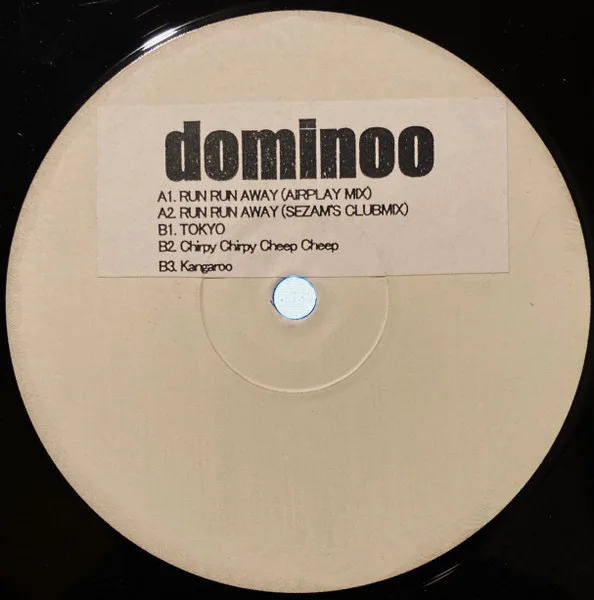 dominoo
A1. RUN RUN AWAY (AIRPLAY MIX)
A2. RUN RUN AWAY (SEZAM'S CLUBMIX)
B1. TOKYO
B2. Chirpy Chirpy Cheep Cheep
B3. Kangaroo